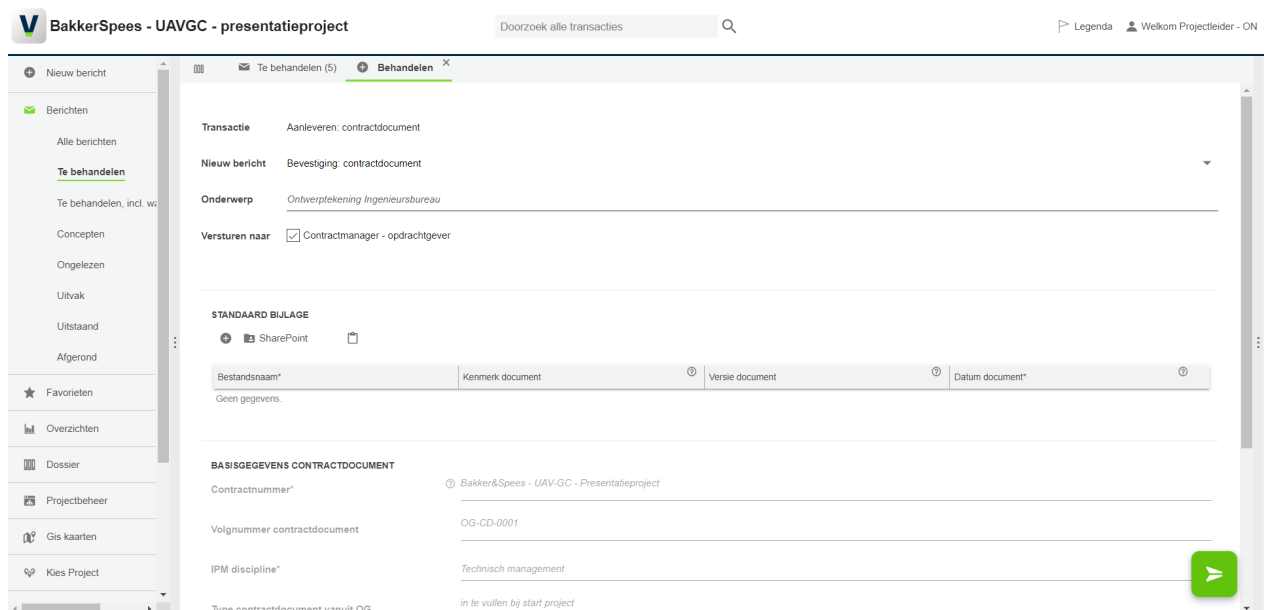 BakkerSpees - UAVGC - presentatieproject
Doorzoek alle transacties
Legenda
Welkom Projectleider - ON
Nieuw bericht
Berichten
Alle berichten
Te behandelen
Te behandelen, incl. wa
Concepten
Ongelezen
Uitvak
Uitstaand
Afgerond
Favorieten
Overzichten
Dossier
Projectbeheer
Gis kaarten
Kies Project
Te behandelen (5)
Behandelen
Transactie Aanleveren: contractdocument
Nieuw bericht Bevestiging: contractdocument
Onderwerp Ontwerptekening Ingenieursbureau
Versturen naar Contractmanager - opdrachtgever
STANDAARD BIJLAGE
SharePoint
Bestandsnaam* Kenmerk document Versie document Datum document*
Geen gegevens.
BASISGEGEVENS CONTRACTDOCUMENT
Contractnummer* Bakker&Spees - UAV-GC - Presentatieproject
Volgnummer contractdocument OG-CD-0001
IPM discipline* Technisch management
Type contractdocument vanuit OG in te vullen bij start project